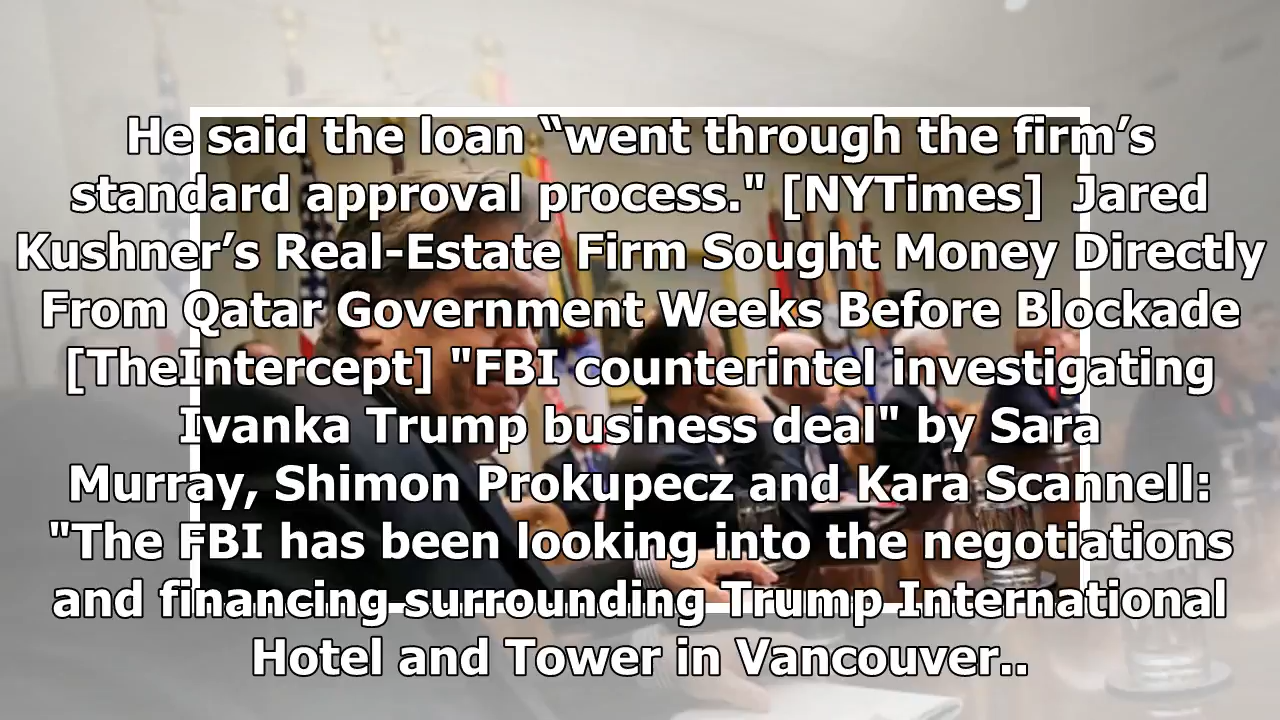 He said the loan “went through the firm’s
standard approval process." [NYTimes]  Jared
Kushner’s Real-Estate Firm Sought Money Directly
From Qatar Government Weeks Before Blockade
[TheIntercept] "FBI counterintel investigating
Ivanka Trump business deal" by Sara
Murray, Shimon Prokupecz and Kara Scannell:
"The FBI has been looking into the negotiations
and financing surrounding Trump International
Hotel and Tower in Vancouver..